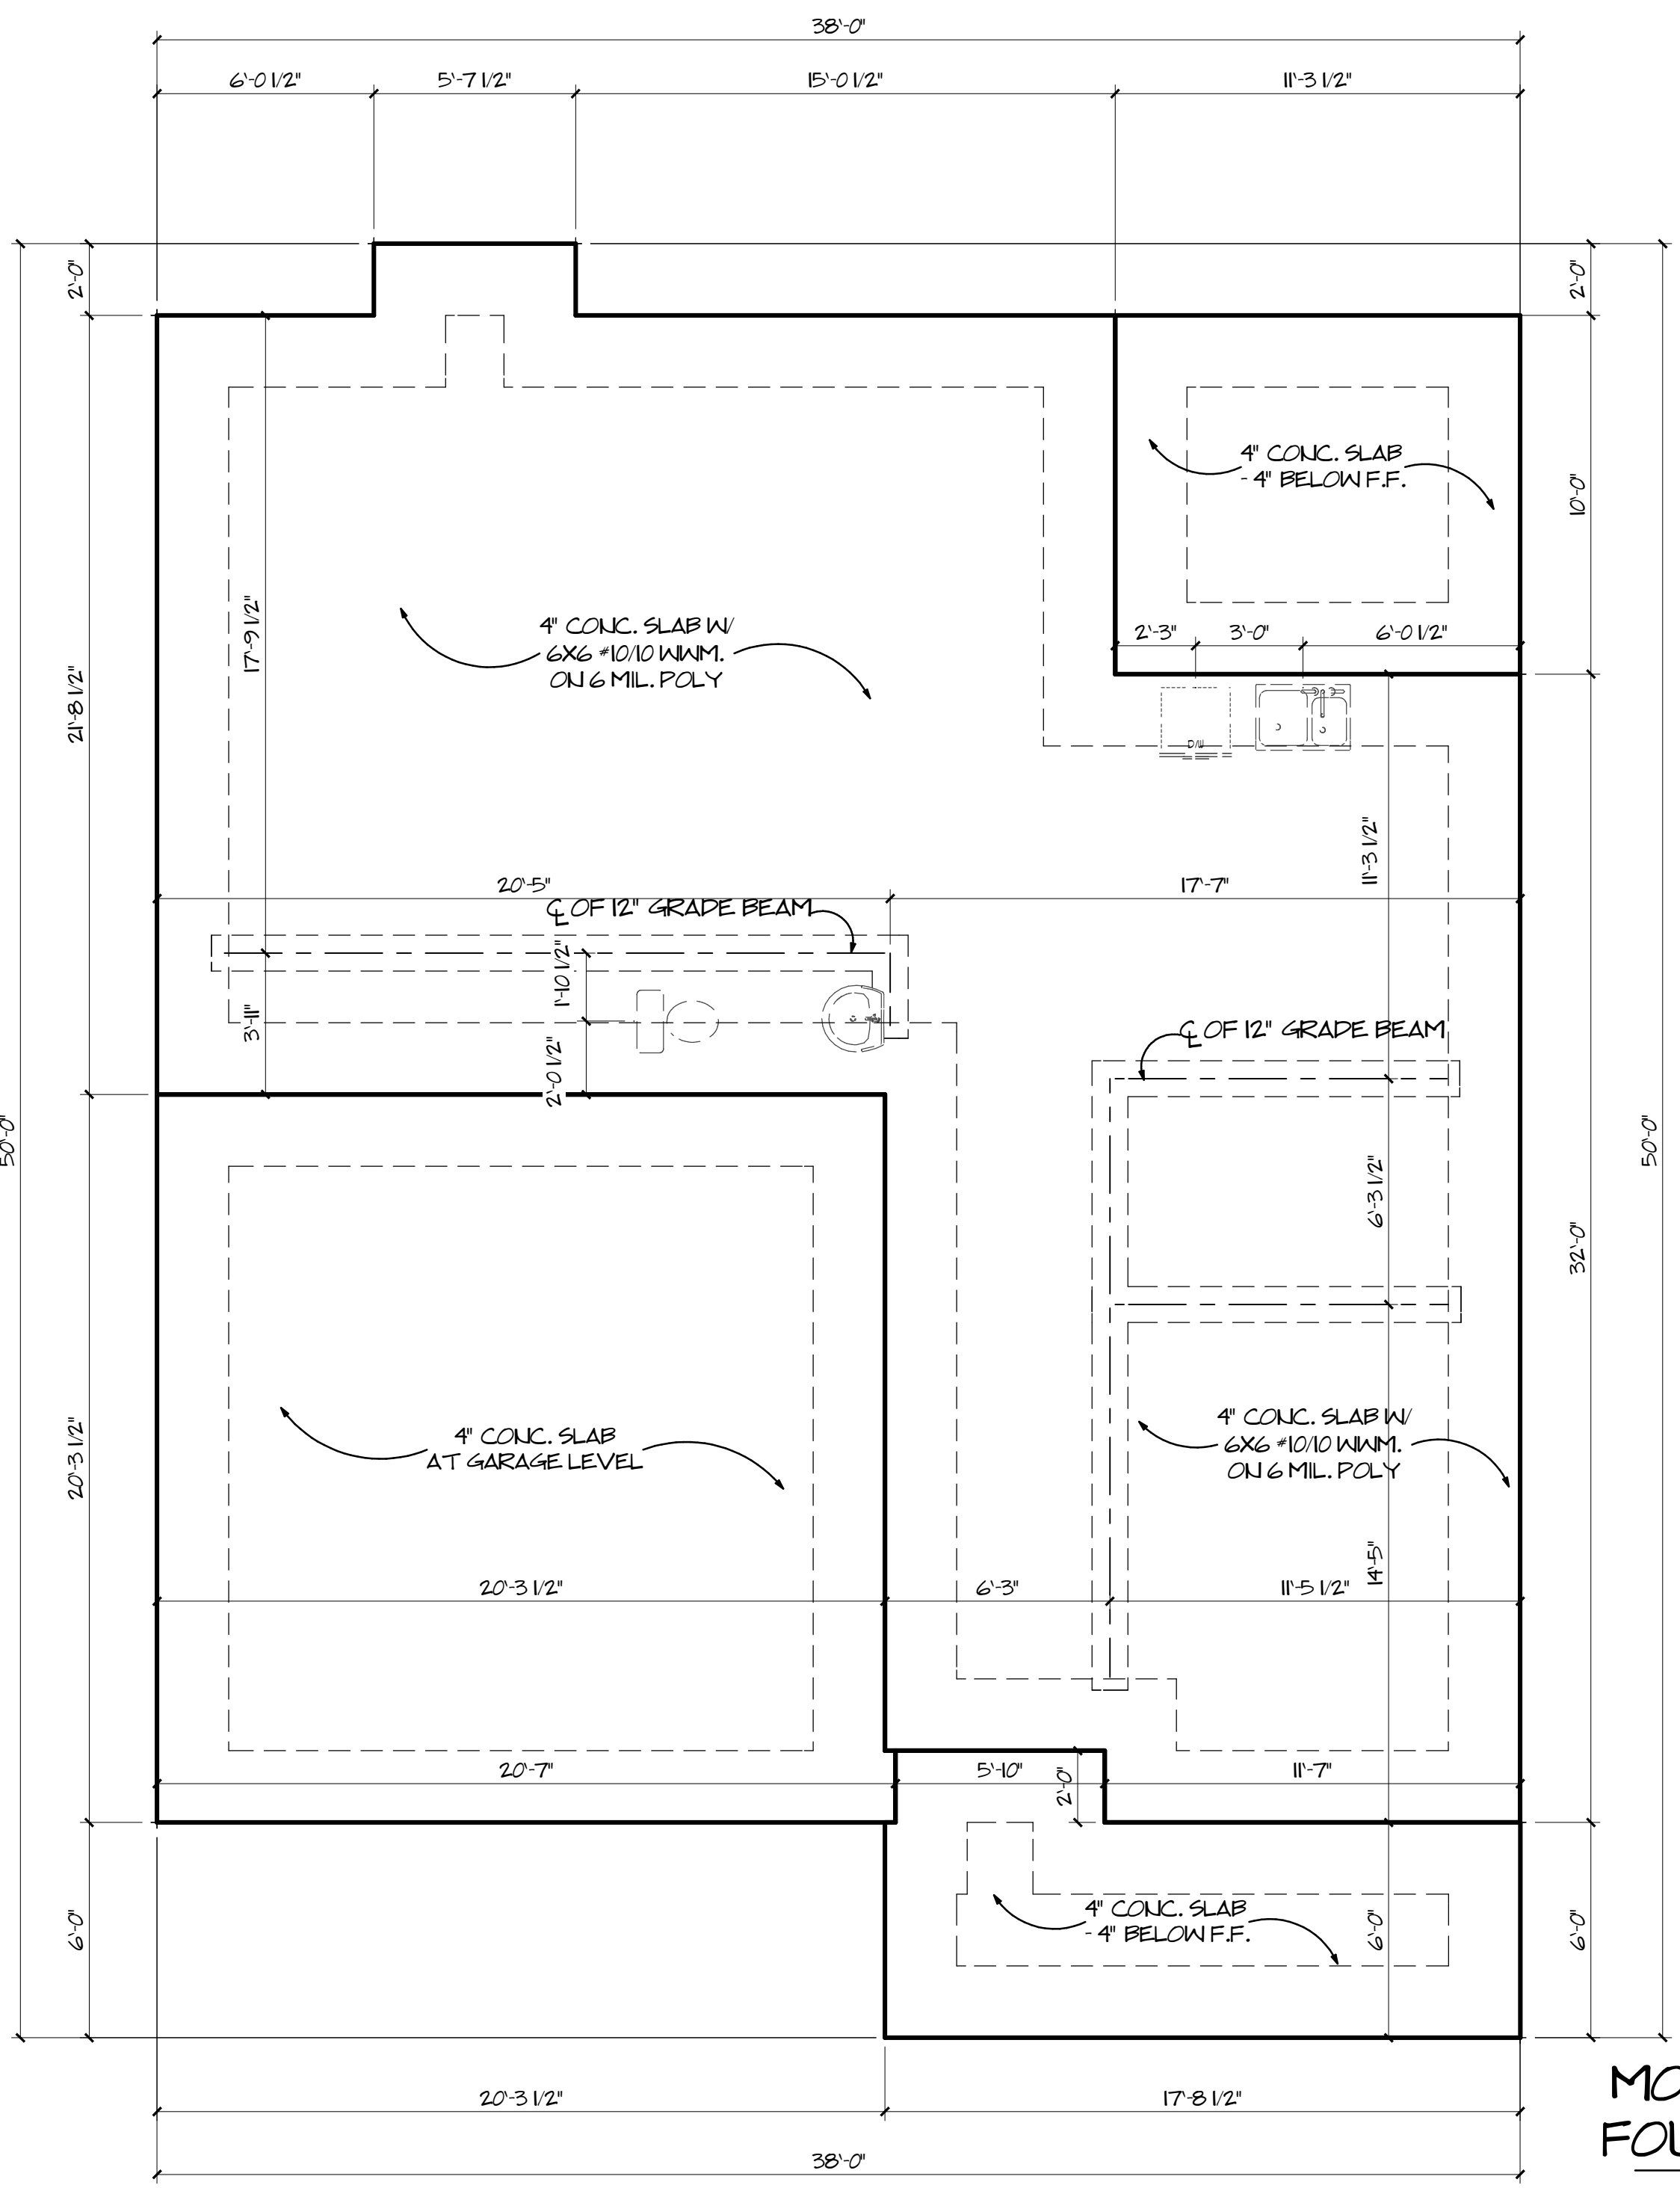 38'-0"
6'-0 1/2"
5'-7 1/2"
15'-0 1/2"
11'-3 1/2"
2'-0"
2'-0"
4" CONC. SLAB
- 4" BELOW F.F.
10'-0"
17'-9 1/2"
4" CONC. SLAB W/
6X6 #10/10 WWM.
ON 6 MIL. POLY
2'-3"
3'-0"
6'-0 1/2"
21'-8 1/2"
D/W
11'-3 1/2"
20'-5"
17'-7"
℄ OF 12" GRADE BEAM
1'-10 1/2"
3'-11"
2'-0 1/2"
℄ OF 12" GRADE BEAM
50'-0"
50'-0"
6'-3 1/2"
32'-0"
4" CONC. SLAB
AT GARAGE LEVEL
4" CONC. SLAB W/
6X6 #10/10 WWM.
ON 6 MIL. POLY
20'-3 1/2"
14'-5"
20'-3 1/2"
6'-3"
11'-5 1/2"
20'-7"
5'-10"
2'-0"
11'-7"
4" CONC. SLAB
- 4" BELOW F.F.
6'-0"
6'-0"
6'-0"
20'-3 1/2"
17'-8 1/2"
38'-0"